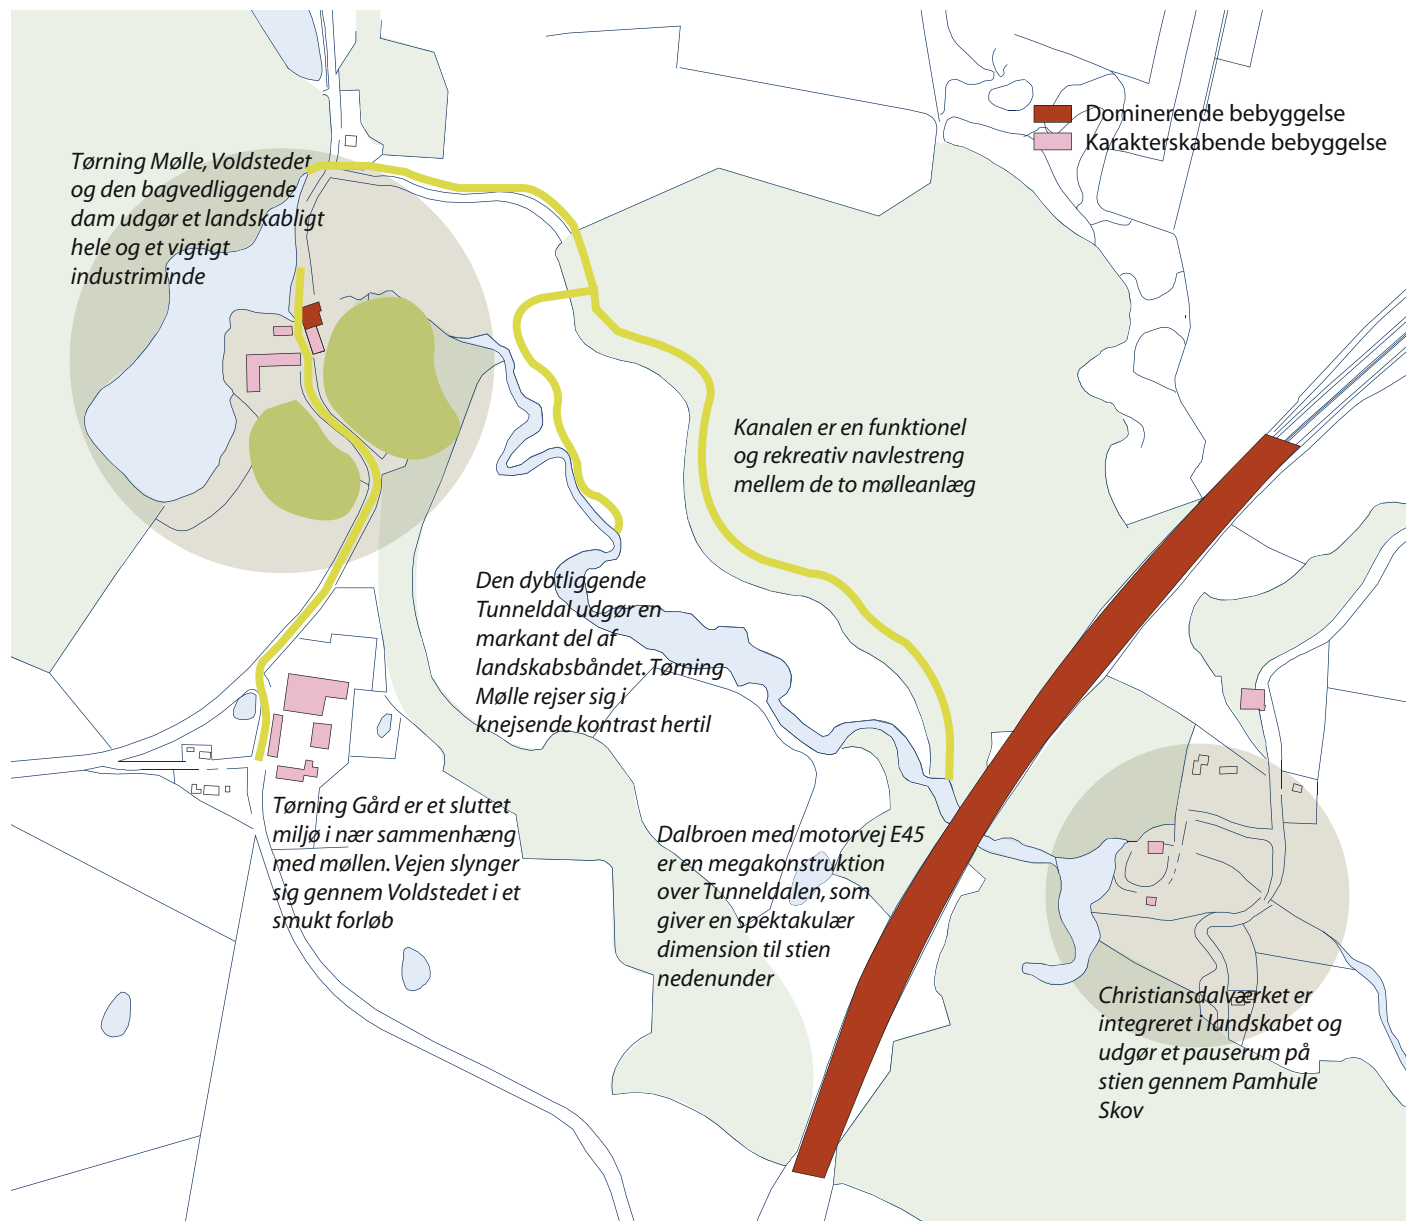 Dominerende bebyggelse
Karakterskabende bebyggelse
Tørning Mølle, Voldstedet
og den bagvedliggende
dam udgør et landskabligt
hele og et vigtigt
industriminde
Kanalen er en funktionel
og rekreativ navlestreng
mellem de to mølleanlæg
Den dybtliggende
Tunneldal udgør en
markant del af
landskabsbåndet. Tørning
Mølle rejser sig i
knejsende kontrast hertil
Tørning Gård er et sluttet
miljø i nær sammenhæng
med møllen. Vejen slynger
sig gennem Voldstedet i et
smukt forløb
Dalbroen med motorvej E45
er en megakonstruktion
over Tunneldalen, som
giver en spektakulær
dimension til stien
nedenunder
Christiansdalværket er
integreret i landskabet og
udgør et pauserum på
stien gennem Pamhule
Skov